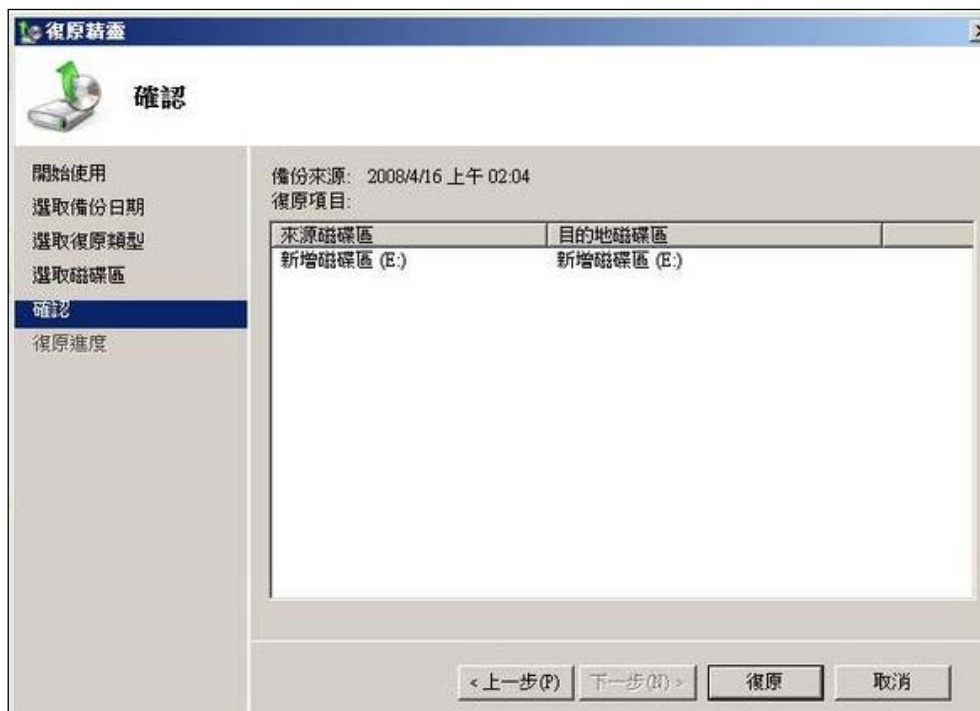 復原精靈
確認
開始使用
選取備份日期
選取復原類型
選取磁碟區
確認
復原進度
備份來源: 2008/4/16 上午 02:04
復原項目:
來源磁碟區 目的地磁碟區
新增磁碟區 (E:) 新增磁碟區 (E:)
<上一步(P) 下一步(N)> 復原 取消